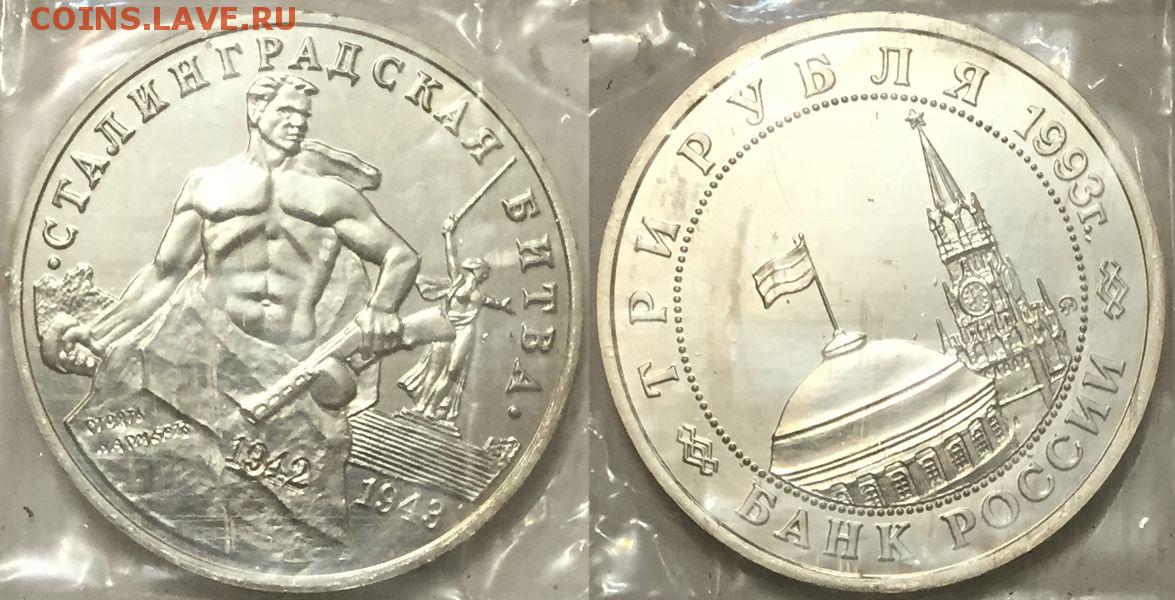 COINS.LAVE.RU
· СТАЛИНГРАДСКАЯ БИТВА ·
1942
1943
ТРИ РУБЛЯ 1993г.
БАНК РОССИИ